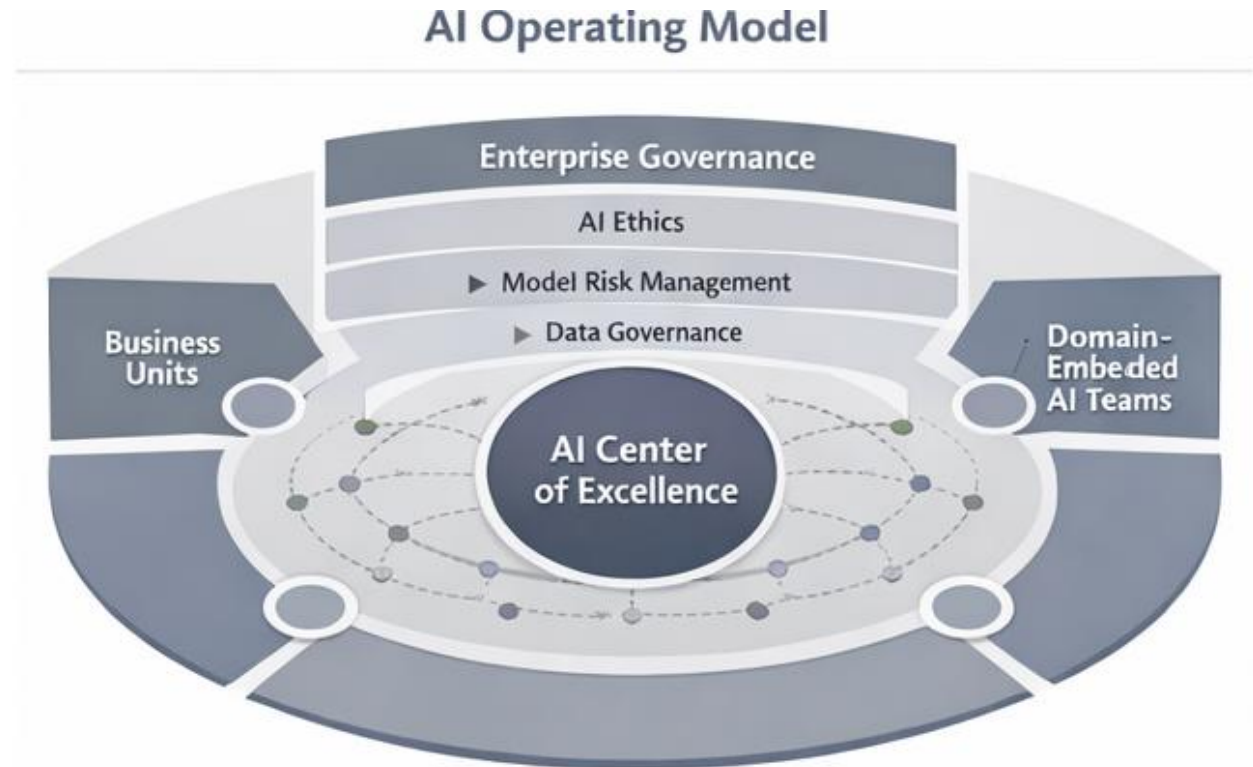 AI Operating Model
Enterprise Governance
AI Ethics
▶ Model Risk Management
▶ Data Governance
Business
Units
Domain-
Embedded
AI Teams
AI Center
of Excellence